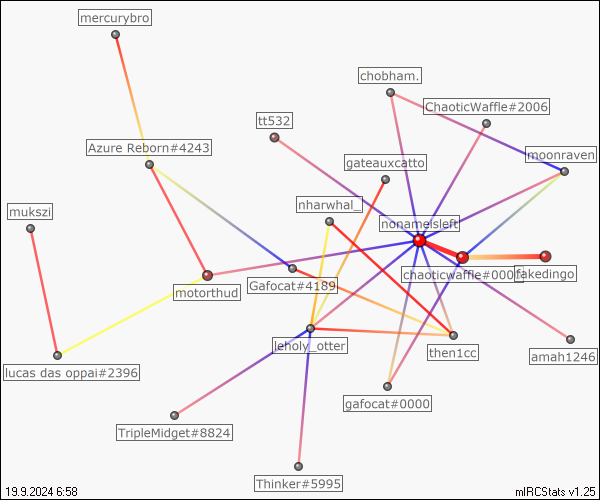 mercurybro
chobham.
ChaoticWaffle#2006
tt532
Azure Reborn#4243
moonraven
gateauxcatto
nharwhal_
mukszi
nonameisleft
chaoticwaffle#000
fakedingo
motorthud
Gafocat#4189
leholy_otter
then1cc
amah1246
lucas das oppai#2396
gafocat#0000
TripleMidget#8824
Thinker#5995
19.9.2024 6:58
mIRCStats v1.25